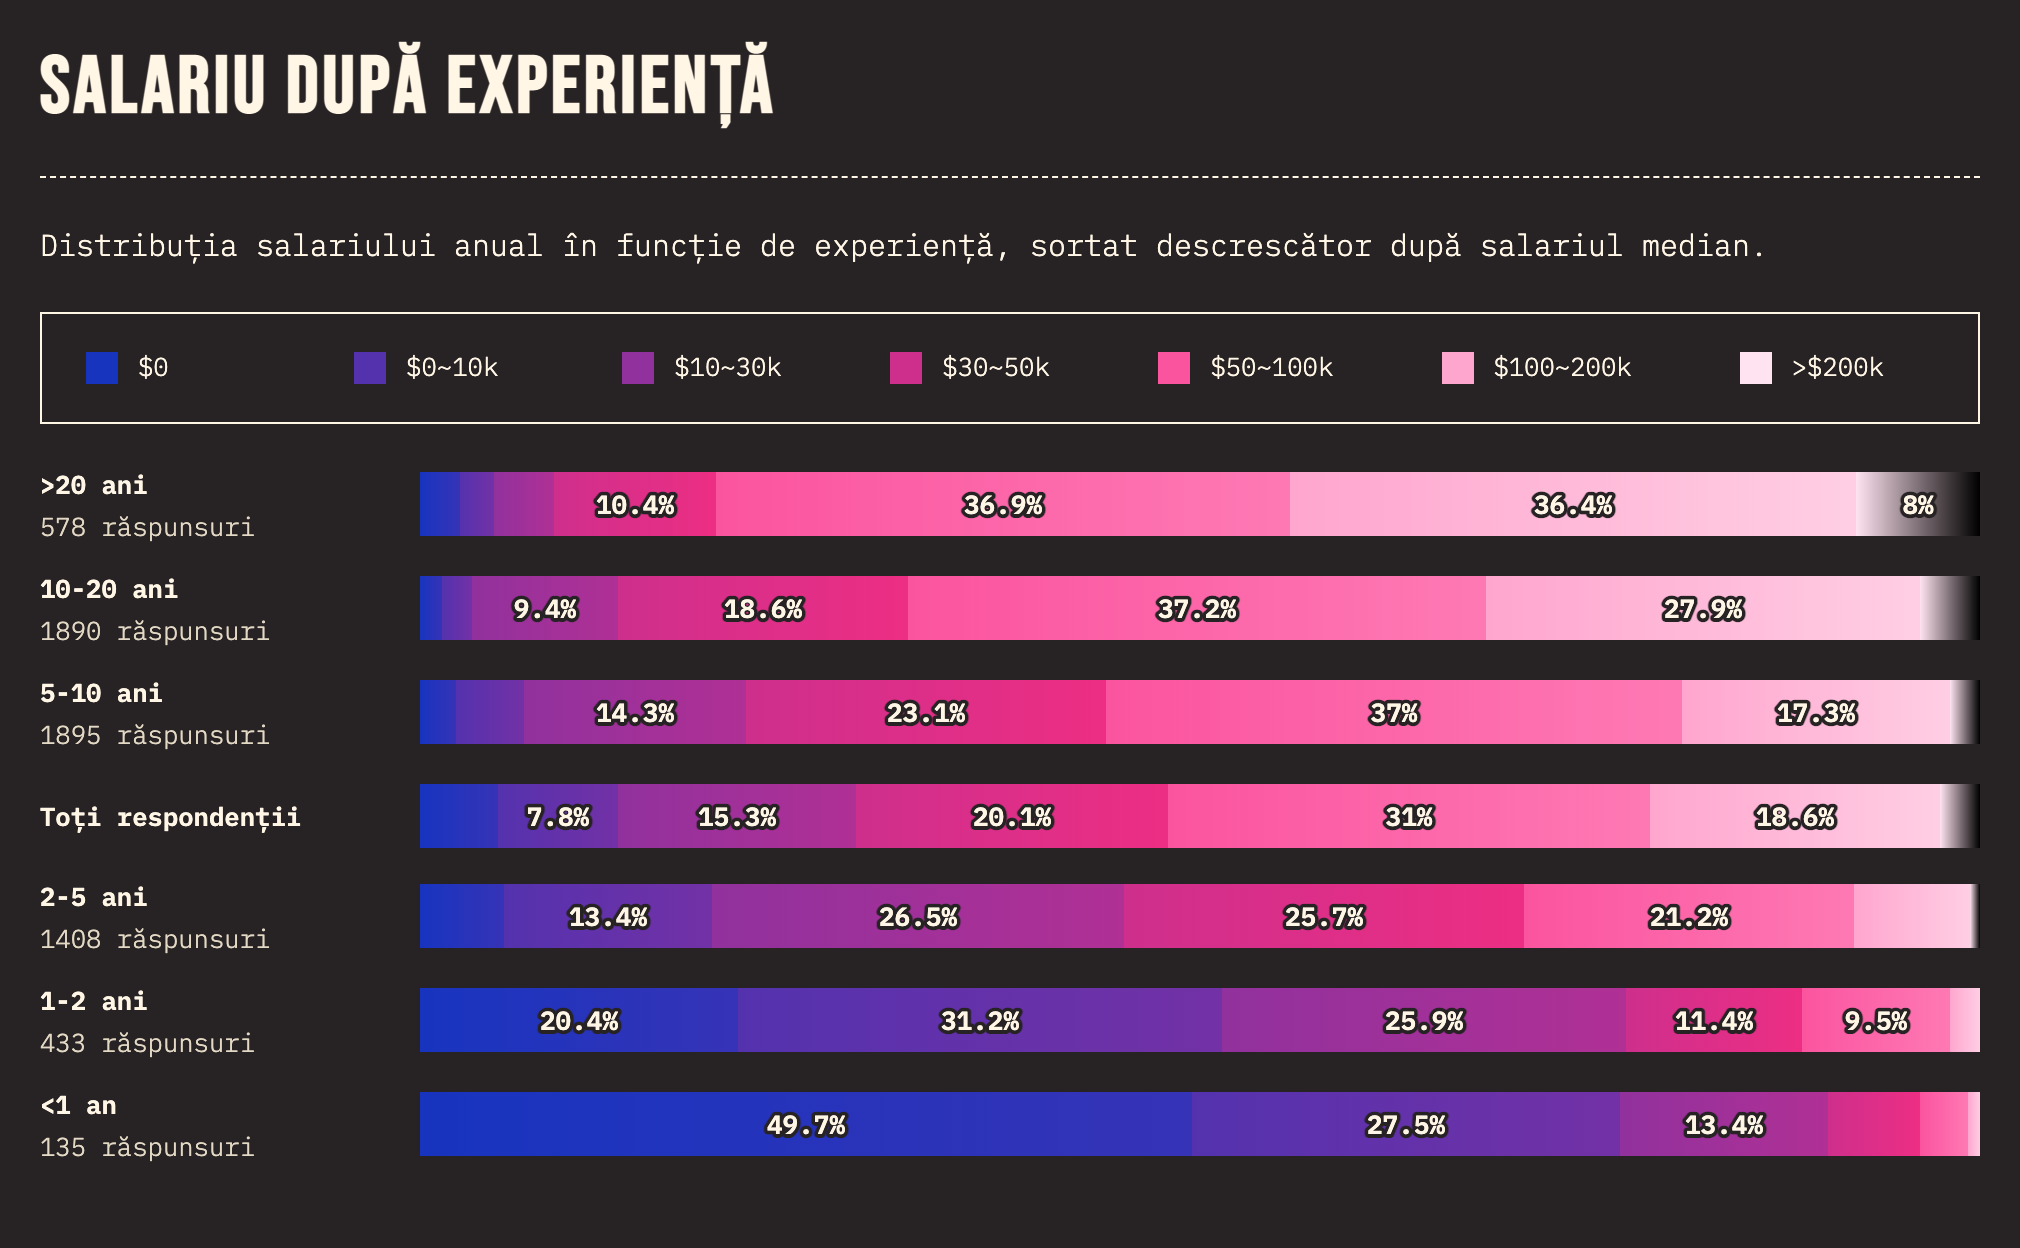 SALARIU DUPĂ EXPERIENȚĂ
Distribuția salariului anual în funcție de experiență, sortat descrescător după salariul median.
$0 $0~10k $10~30k $30~50k $50~100k $100~200k >$200k
>20 ani
578 răspunsuri
10.4% 36.9% 36.4% 8%
10-20 ani
1890 răspunsuri
9.4% 18.6% 37.2% 27.9%
5-10 ani
1895 răspunsuri
14.3% 23.1% 37% 17.3%
Toți respondenții
7.8% 15.3% 20.1% 31% 18.6%
2-5 ani
1408 răspunsuri
13.4% 26.5% 25.7% 21.2%
1-2 ani
433 răspunsuri
20.4% 31.2% 25.9% 11.4% 9.5%
<1 an
135 răspunsuri
49.7% 27.5% 13.4%